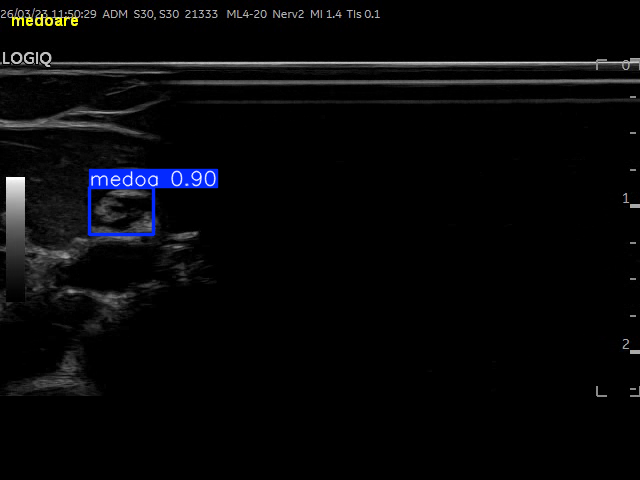 26/03/23 11:50:29 ADM S30, S30 21333 ML4-20 Nerv2 MI 1.4 TIs 0.1
medoare
LOGIQ
0
medoa 0.90
1
2